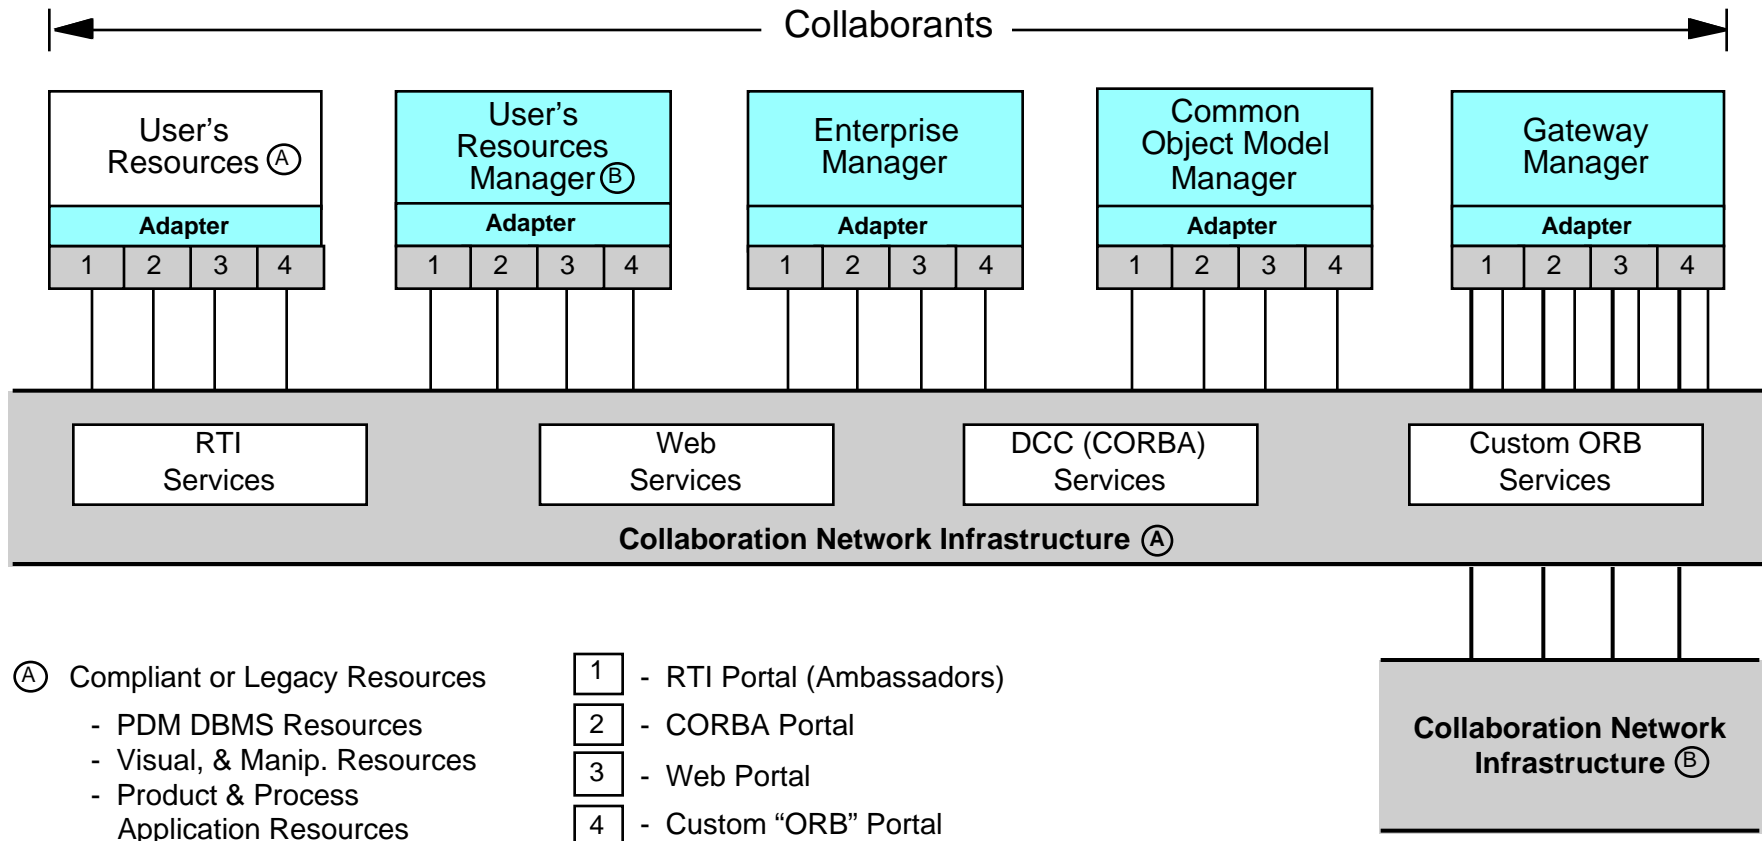 Collaborants
User's
Resources A
Adapter
1 2 3 4
User's
Resources
Manager B
Adapter
1 2 3 4
Enterprise
Manager
Adapter
1 2 3 4
Common
Object Model
Manager
Adapter
1 2 3 4
Gateway
Manager
Adapter
1 2 3 4
RTI
Services
Web
Services
DCC (CORBA)
Services
Custom ORB
Services
Collaboration Network Infrastructure A
A Compliant or Legacy Resources
- PDM DBMS Resources
- Visual, & Manip. Resources
- Product & Process
Application Resources
1 - RTI Portal (Ambassadors)
2 - CORBA Portal
3 - Web Portal
4 - Custom “ORB” Portal
Collaboration Network
Infrastructure B